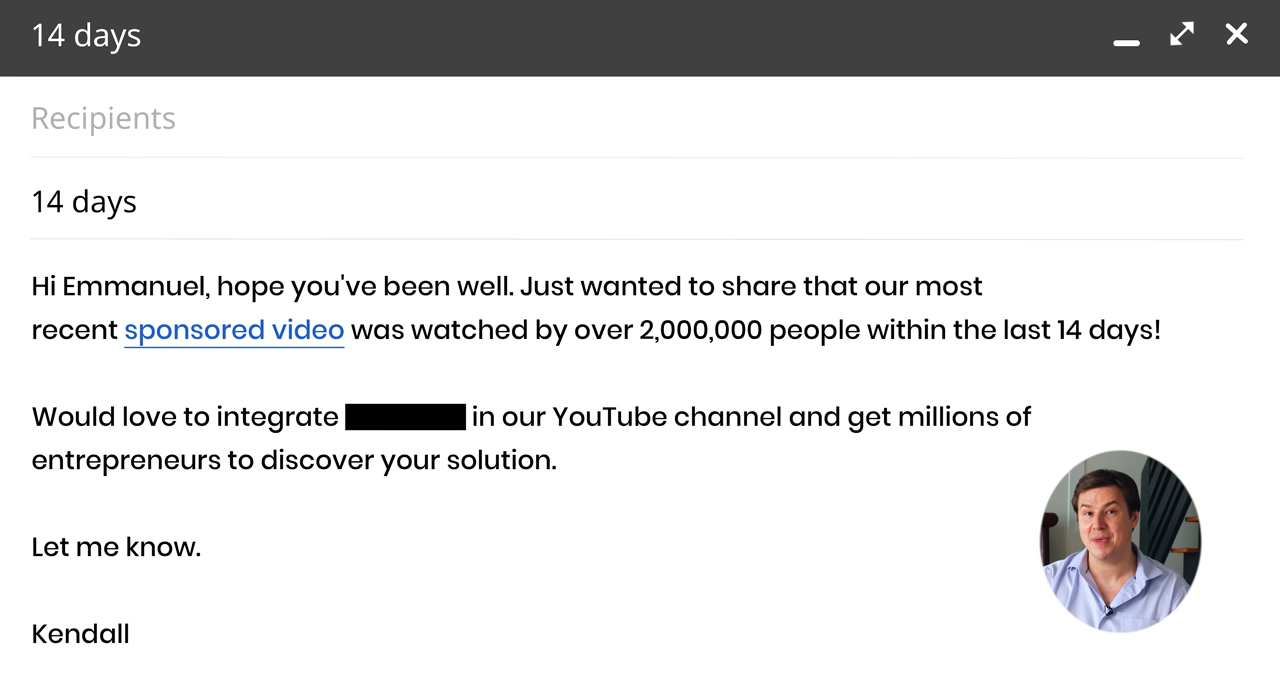 14 days
Recipients
14 days
Hi Emmanuel, hope you've been well. Just wanted to share that our most
recent sponsored video was watched by over 2,000,000 people within the last 14 days!
Would love to integrate in our YouTube channel and get millions of
entrepreneurs to discover your solution.
Let me know.
Kendall